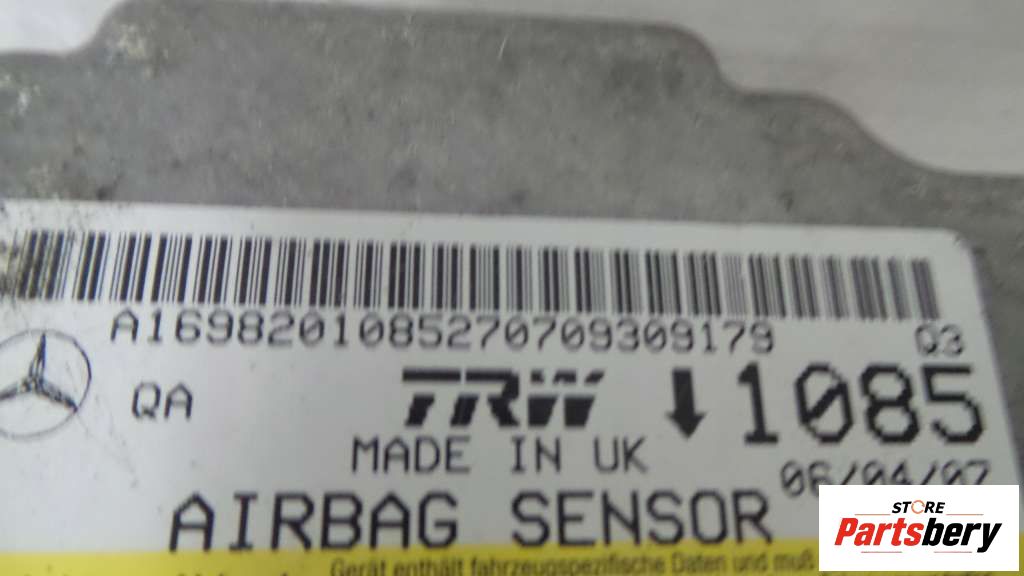 A1698201085270709309179
Q3
QA
TRW
1085
MADE IN UK
06/04/07
AIRBAG SENSOR
Gerät enthält fahrzeugspezifische Daten und muß
STORE
Partsbery